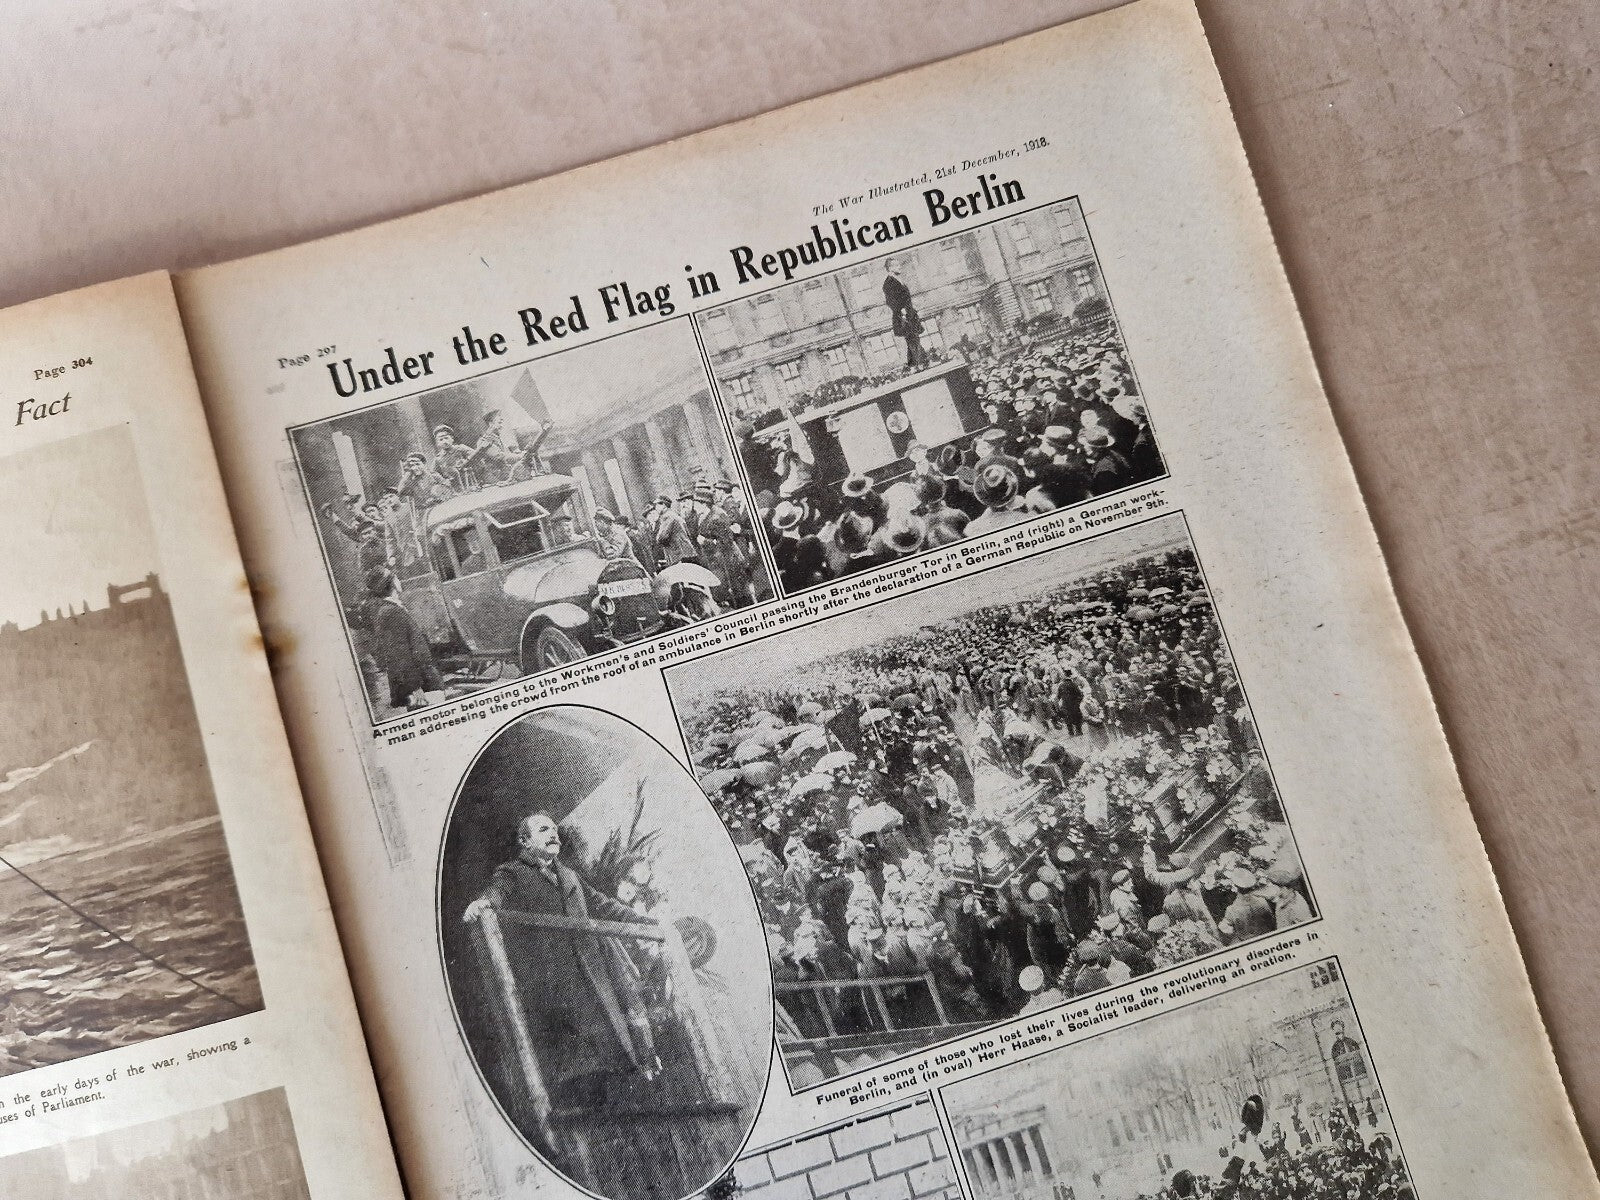 Page 304
Fact
n the early days of the war, showing a
uses of Parliament.
Page 297
The War Illustrated, 21st December, 1918.
Under the Red Flag in Republican Berlin
Armed motor belonging to the Workmen's and Soldiers' Council passing the Brandenburger Tor in Berlin, and (right) a German work-
man addressing the crowd from the roof of an ambulance in Berlin shortly after the declaration of a German Republic on November 9th.
Funeral of some of those who lost their lives during the revolutionary disorders in
Berlin, and (in oval) Herr Haase, a Socialist leader, delivering an oration.